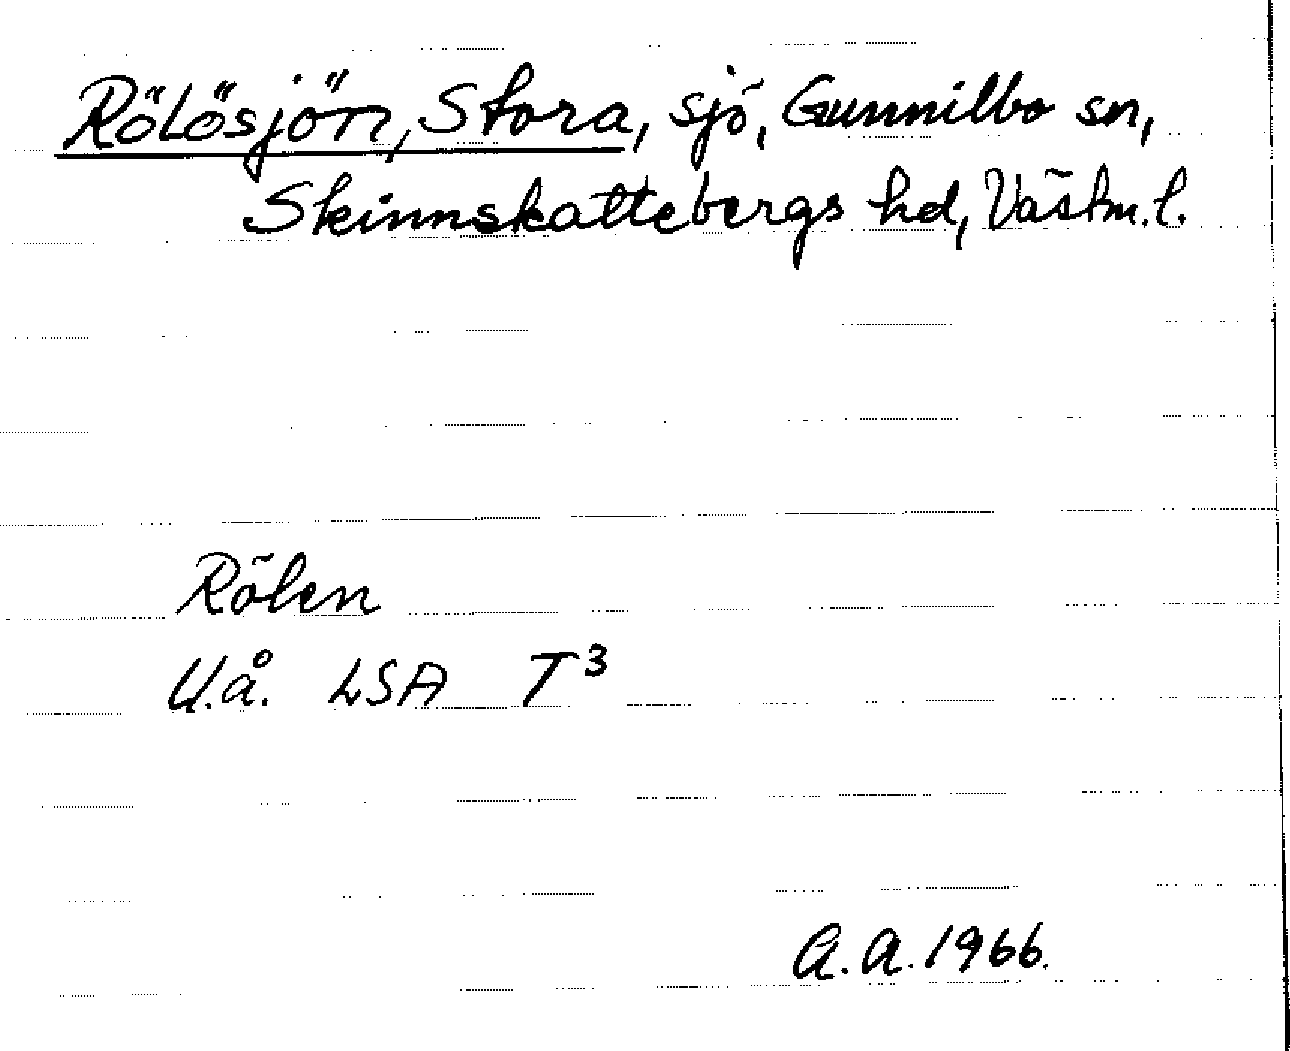 Rölösjön, Stora, sjö, Gunnilbo sn,
Skinnskattebergs hd, Västm.l.
Rölen
U.å. LSA T³
A.A. 1966.